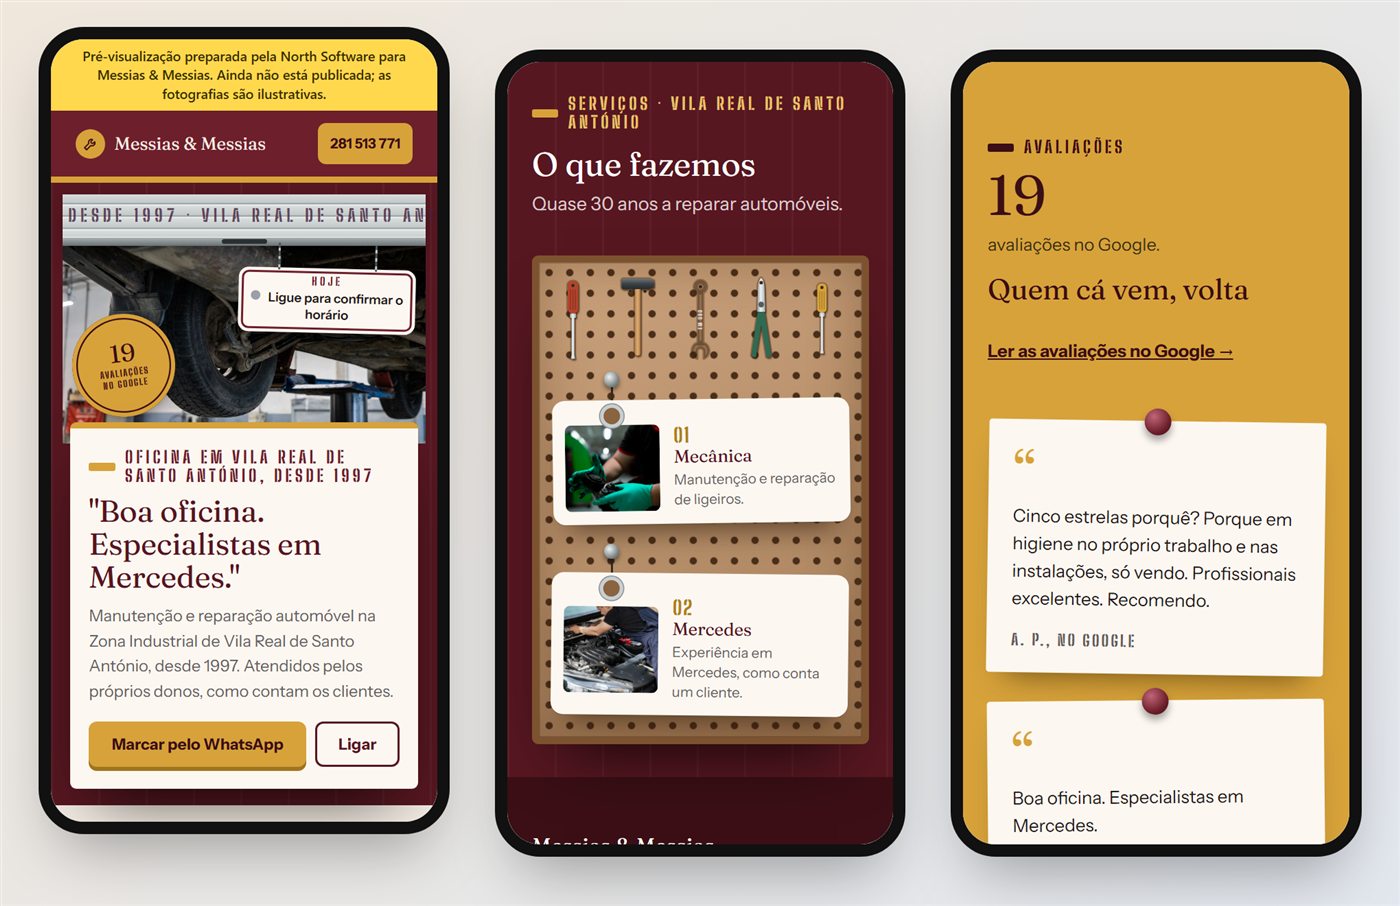 Pré-visualização preparada pela North Software para
Messias & Messias. Ainda não está publicada; as
fotografias são ilustrativas.
Messias & Messias
281 513 771
DESDE 1997 · VILA REAL DE SANTO AN
HOJE
Ligue para confirmar o
horário
19
AVALIAÇÕES
NO GOOGLE
OFICINA EM VILA REAL DE
SANTO ANTÓNIO, DESDE 1997
"Boa oficina.
Especialistas em
Mercedes."
Manutenção e reparação automóvel na
Zona Industrial de Vila Real de Santo
António, desde 1997. Atendidos pelos
próprios donos, como contam os clientes.
Marcar pelo WhatsApp
Ligar
SERVIÇOS · VILA REAL DE SANTO
ANTÓNIO
O que fazemos
Quase 30 anos a reparar automóveis.
01
Mecânica
Manutenção e reparação
de ligeiros.
02
Mercedes
Experiência em
Mercedes, como conta
um cliente.
Messias & Messias
AVALIAÇÕES
19
avaliações no Google.
Quem cá vem, volta
Ler as avaliações no Google →
“
Cinco estrelas porquê? Porque em
higiene no próprio trabalho e nas
instalações, só vendo. Profissionais
excelentes. Recomendo.
A. P., NO GOOGLE
“
Boa oficina. Especialistas em
Mercedes.